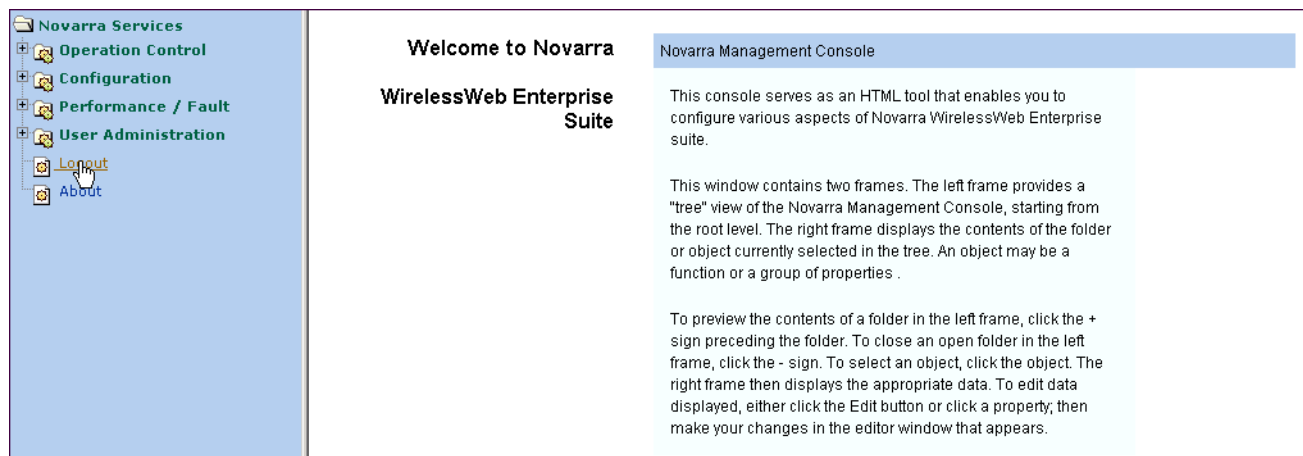 Novarra Services
Operation Control
Configuration
Performance / Fault
User Administration
Logout
About
Welcome to Novarra
WirelessWeb Enterprise
Suite
Novarra Management Console
This console serves as an HTML tool that enables you to
configure various aspects of Novarra WirelessWeb Enterprise
suite.
This window contains two frames. The left frame provides a
"tree" view of the Novarra Management Console, starting from
the root level. The right frame displays the contents of the folder
or object currently selected in the tree. An object may be a
function or a group of properties .
To preview the contents of a folder in the left frame, click the +
sign preceding the folder. To close an open folder in the left
frame, click the - sign. To select an object, click the object. The
right frame then displays the appropriate data. To edit data
displayed, either click the Edit button or click a property; then
make your changes in the editor window that appears.